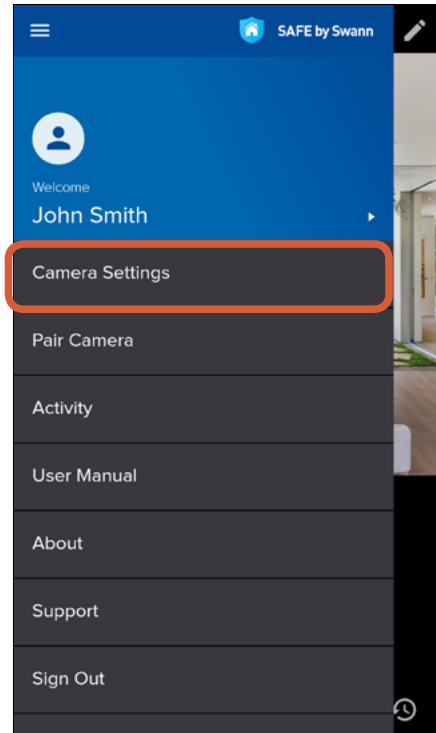 SAFE by Swann
Welcome
John Smith
Camera Settings
Pair Camera
Activity
User Manual
About
Support
Sign Out